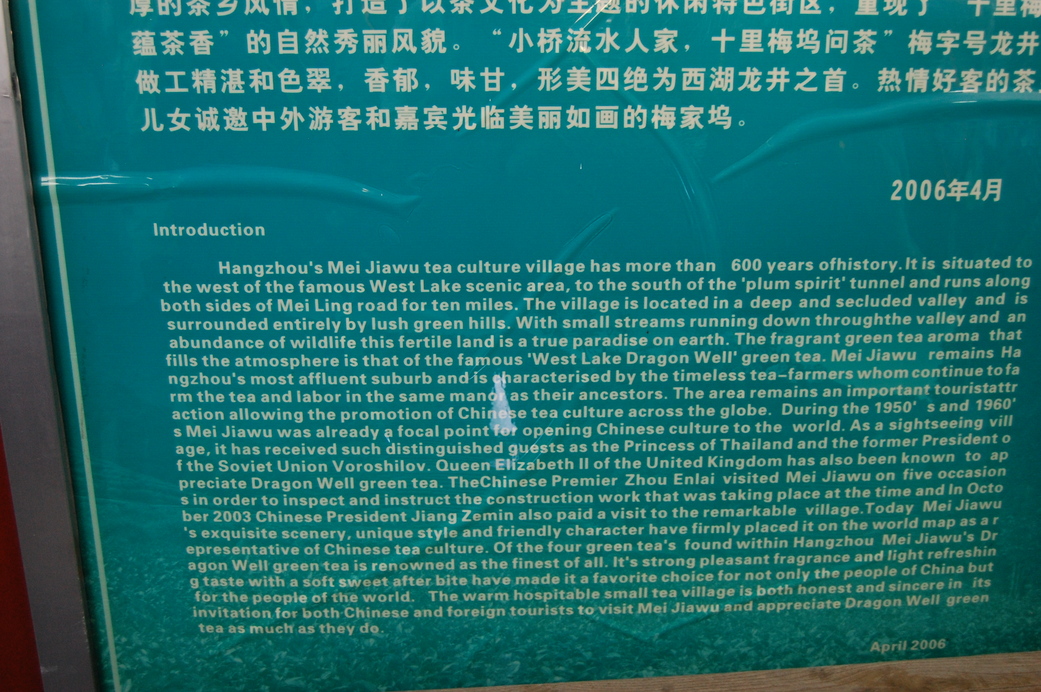 厚的茶乡风情，打造了以茶文化为主题的休闲特色街区，重现了“十里梅
蕴茶香”的自然秀丽风貌。“小桥流水人家，十里梅坞问茶”梅字号龙井
做工精湛和色翠，香郁，味甘，形美四绝为西湖龙井之首。热情好客的茶
儿女诚邀中外游客和嘉宾光临美丽如画的梅家坞。
2006年4月
Introduction
Hangzhou's Mei Jiawu tea culture village has more than 600 years ofhistory.It is situated to
the west of the famous West Lake scenic area, to the south of the 'plum spirit' tunnel and runs along
both sides of Mei Ling road for ten miles. The village is located in a deep and secluded valley and is
surrounded entirely by lush green hills. With small streams running down throughthe valley and an
abundance of wildlife this fertile land is a true paradise on earth. The fragrant green tea aroma that
fills the atmosphere is that of the famous 'West Lake Dragon Well' green tea. Mei Jiawu remains Ha
ngzhou's most affluent suburb and is characterised by the timeless tea-farmers whom continue to fa
rm the tea and labor in the same manor as their ancestors. The area remains an important touristattr
action allowing the promotion of Chinese tea culture across the globe. During the 1950' s and 1960'
s Mei Jiawu was already a focal point for opening Chinese culture to the world. As a sightseeing vill
age, it has received such distinguished guests as the Princess of Thailand and the former President o
f the Soviet Union Voroshilov. Queen Elizabeth II of the United Kingdom has also been known to ap
preciate Dragon Well green tea. TheChinese Premier Zhou Enlai visited Mei Jiawu on five occasion
s in order to inspect and instruct the construction work that was taking place at the time and In Octo
ber 2003 Chinese President Jiang Zemin also paid a visit to the remarkable village.Today Mei Jiawu
's exquisite scenery, unique style and friendly character have firmly placed it on the world map as a r
epresentative of Chinese tea culture. Of the four green tea's found within Hangzhou Mei Jiawu's Dr
agon Well green tea is renowned as the finest of all. It's strong pleasant fragrance and light refreshin
g taste with a soft sweet after bite have made it a favorite choice for not only the people of China but
for the people of the world. The warm hospitable small tea village is both honest and sincere in its
invitation for both Chinese and foreign tourists to visit Mei Jiawu and appreciate Dragon Well green
tea as much as they do.
April 2006